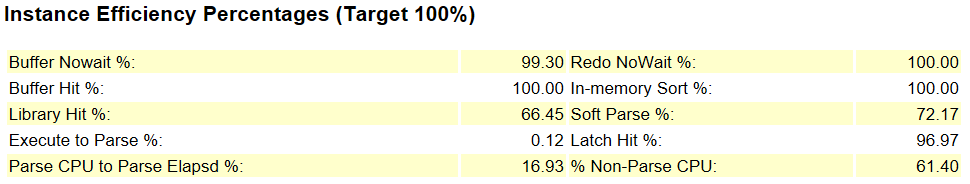 Instance Efficiency Percentages (Target 100%)
Buffer Nowait %: 99.30 Redo NoWait %: 100.00
Buffer Hit %: 100.00 In-memory Sort %: 100.00
Library Hit %: 66.45 Soft Parse %: 72.17
Execute to Parse %: 0.12 Latch Hit %: 96.97
Parse CPU to Parse Elapsd %: 16.93 % Non-Parse CPU: 61.40